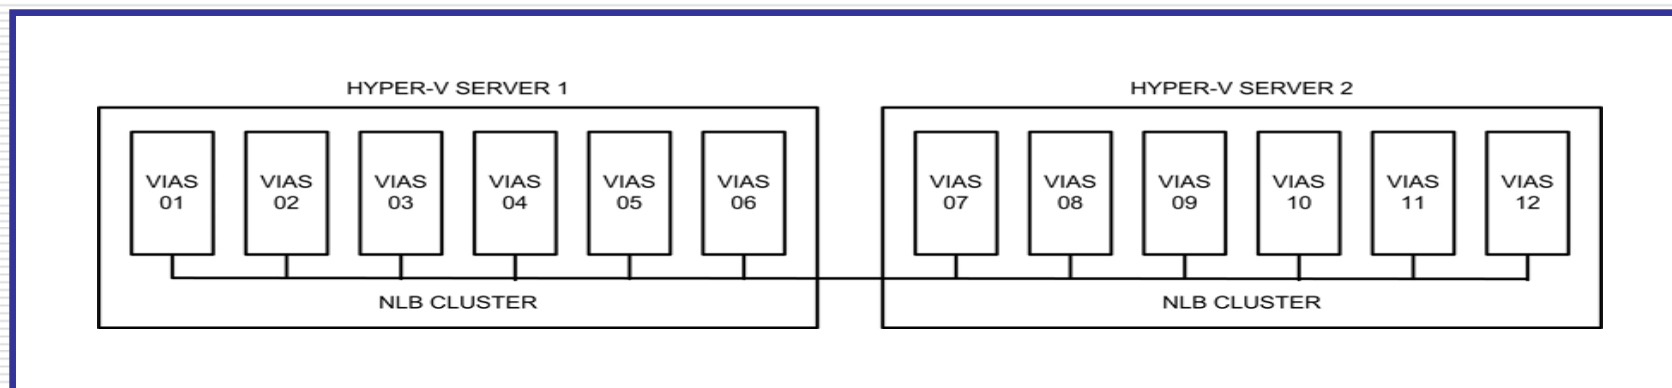 HYPER-V SERVER 1
VIAS
01
VIAS
02
VIAS
03
VIAS
04
VIAS
05
VIAS
06
NLB CLUSTER
HYPER-V SERVER 2
VIAS
07
VIAS
08
VIAS
09
VIAS
10
VIAS
11
VIAS
12
NLB CLUSTER